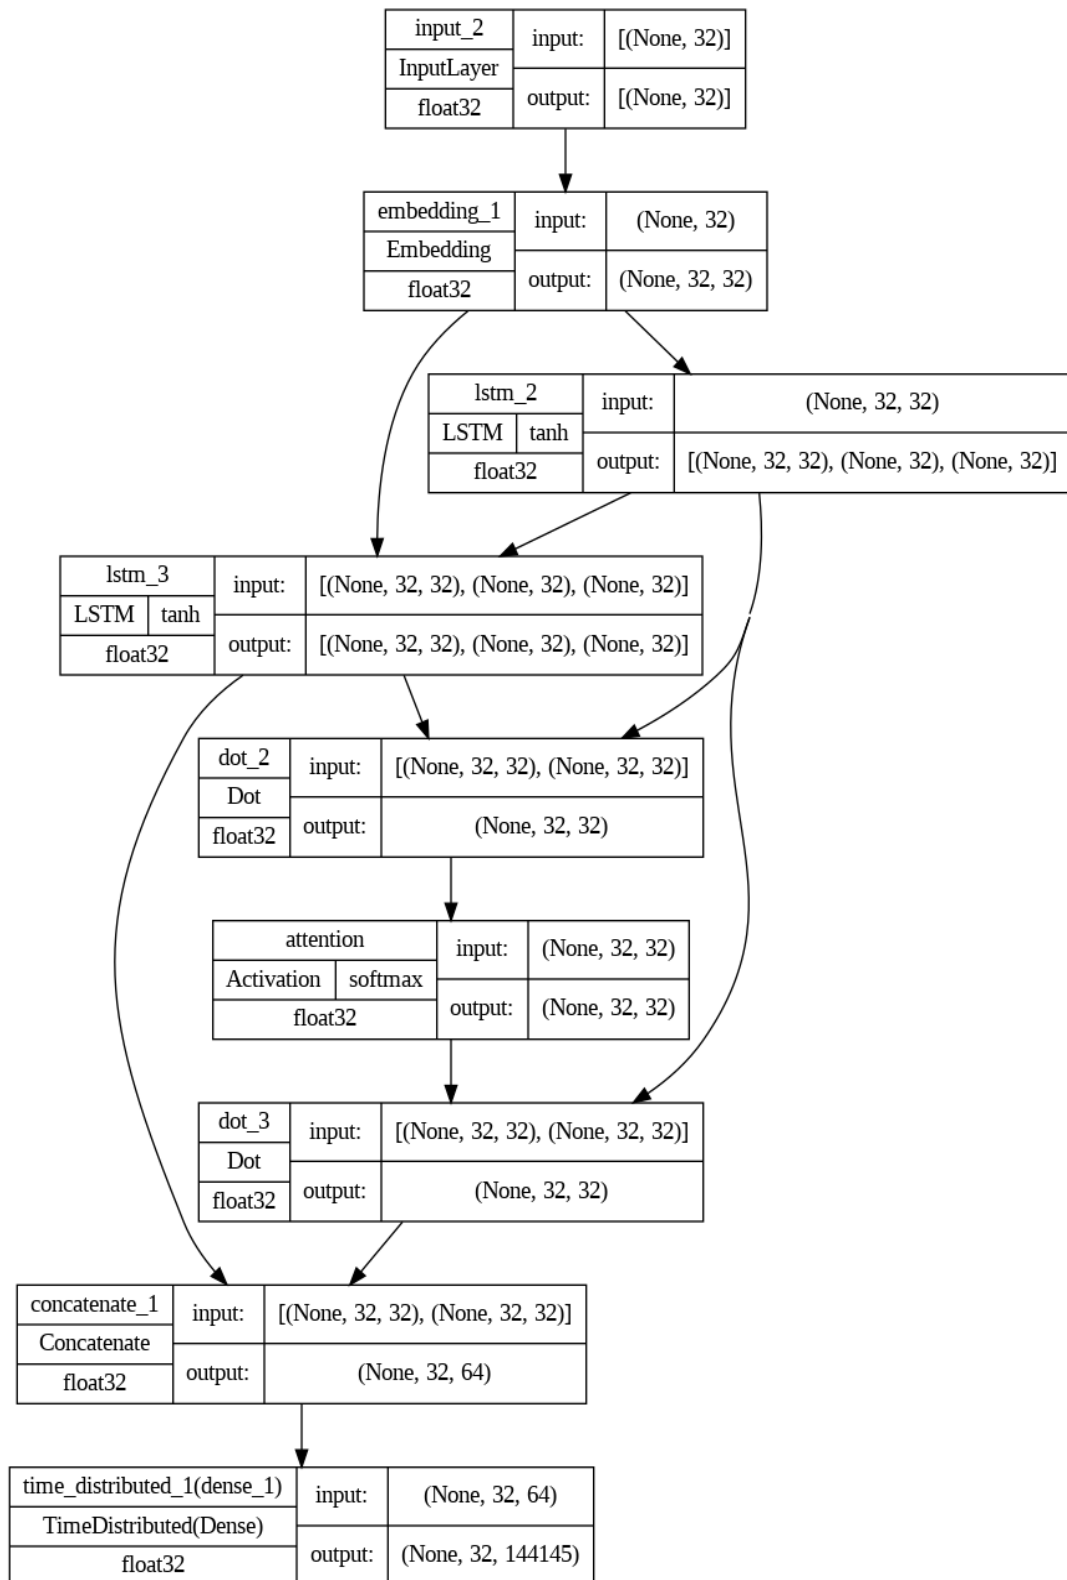 input_2
InputLayer
float32
input:
[(None, 32)]
output:
[(None, 32)]
embedding_1
Embedding
float32
input:
(None, 32)
output:
(None, 32, 32)
lstm_2
LSTM
tanh
float32
input:
(None, 32, 32)
output:
[(None, 32, 32), (None, 32), (None, 32)]
lstm_3
LSTM
tanh
float32
input:
[(None, 32, 32), (None, 32), (None, 32)]
output:
[(None, 32, 32), (None, 32), (None, 32)]
dot_2
Dot
float32
input:
[(None, 32, 32), (None, 32, 32)]
output:
(None, 32, 32)
attention
Activation
softmax
float32
input:
(None, 32, 32)
output:
(None, 32, 32)
dot_3
Dot
float32
input:
[(None, 32, 32), (None, 32, 32)]
output:
(None, 32, 32)
concatenate_1
Concatenate
float32
input:
[(None, 32, 32), (None, 32, 32)]
output:
(None, 32, 64)
time_distributed_1(dense_1)
TimeDistributed(Dense)
float32
input:
(None, 32, 64)
output:
(None, 32, 144145)